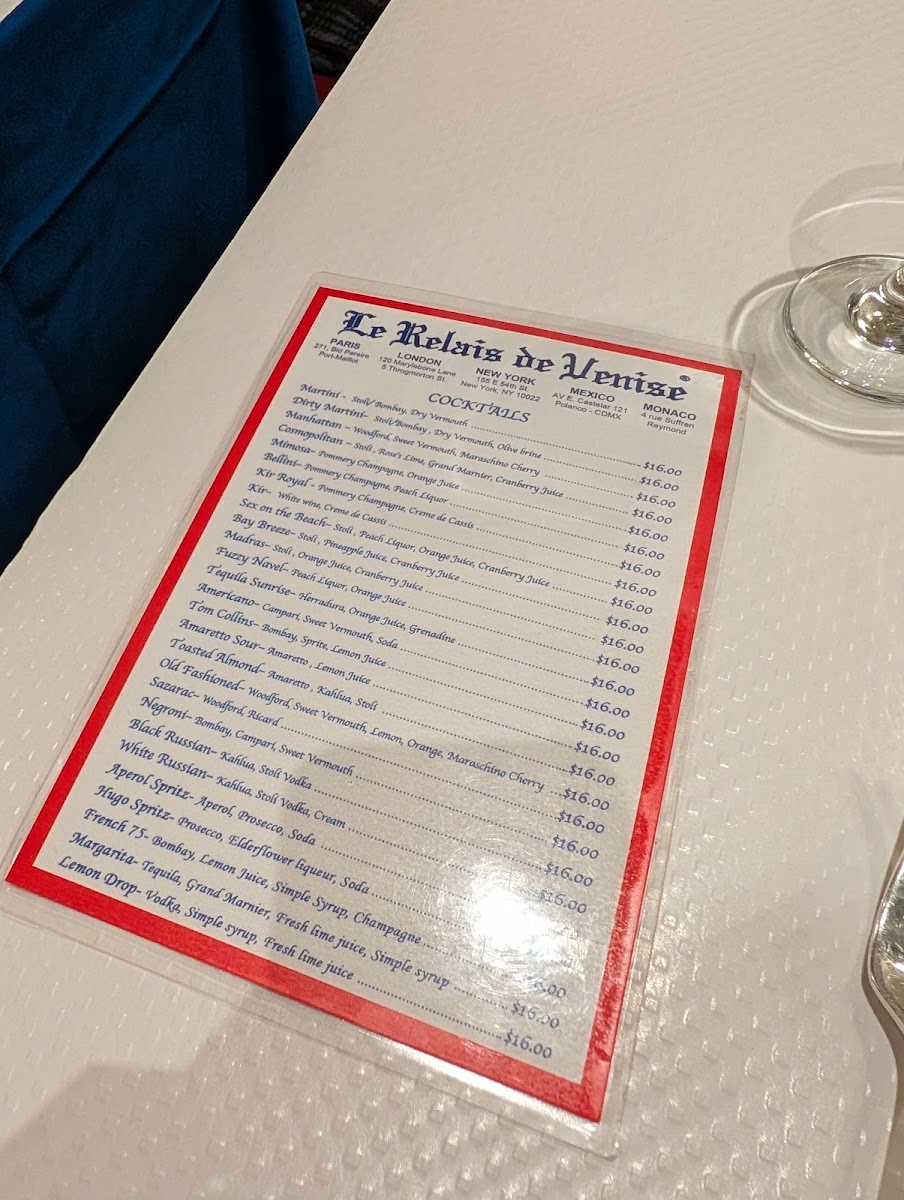 Le Relais de Venise®
PARIS
271, Bld Pereire
Port-Maillot
LONDON
120 Marylebone Lane
5 Throgmorton St.
NEW YORK
155 E 54th St.
New York, NY 10022
MEXICO
AV E. Castelar 121
Polanco - CDMX
MONACO
4 rue Suffren
Reymond
COCKTAILS
Martini - Stoli/Bombay, Dry Vermouth $16.00
Dirty Martini- Stoli/Bombay, Dry Vermouth, Olive brine $16.00
Manhattan - Woodford, Sweet Vermouth, Maraschino Cherry $16.00
Cosmopolitan - Stoli, Rose's Lime, Grand Marnier, Cranberry Juice $16.00
Mimosa- Pommery Champagne, Orange Juice $16.00
Bellini- Pommery Champagne, Peach Liquor $16.00
Kir Royal - Pommery Champagne, Creme de Cassis $16.00
Kir- White wine, Creme de Cassis $16.00
Sex on the Beach- Stoli, Peach Liquor, Orange Juice, Cranberry Juice $16.00
Bay Breeze- Stoli, Pineapple Juice, Cranberry Juice $16.00
Madras- Stoli, Orange Juice, Cranberry Juice $16.00
Fuzzy Navel- Peach Liquor, Orange Juice $16.00
Tequila Sunrise- Herradura, Orange Juice, Grenadine $16.00
Americano- Campari, Sweet Vermouth, Soda $16.00
Tom Collins- Bombay, Sprite, Lemon Juice $16.00
Amaretto Sour- Amaretto, Lemon Juice $16.00
Toasted Almond- Amaretto, Kahlua, Stoli $16.00
Old Fashioned- Woodford, Sweet Vermouth, Lemon, Orange, Maraschino Cherry $16.00
Sazarac- Woodford, Ricard $16.00
Negroni- Bombay, Campari, Sweet Vermouth $16.00
Black Russian- Kahlua, Stoli Vodka $16.00
White Russian- Kahlua, Stoli Vodka, Cream
Aperol Spritz- Aperol, Prosecco, Soda
Hugo Spritz- Prosecco, Elderflower liqueur, Soda
French 75- Bombay, Lemon Juice, Simple Syrup, Champagne
Margarita- Tequila, Grand Marnier, Fresh lime juice, Simple syrup $16.00
Lemon Drop- Vodka, Simple syrup, Fresh lime juice $16.00